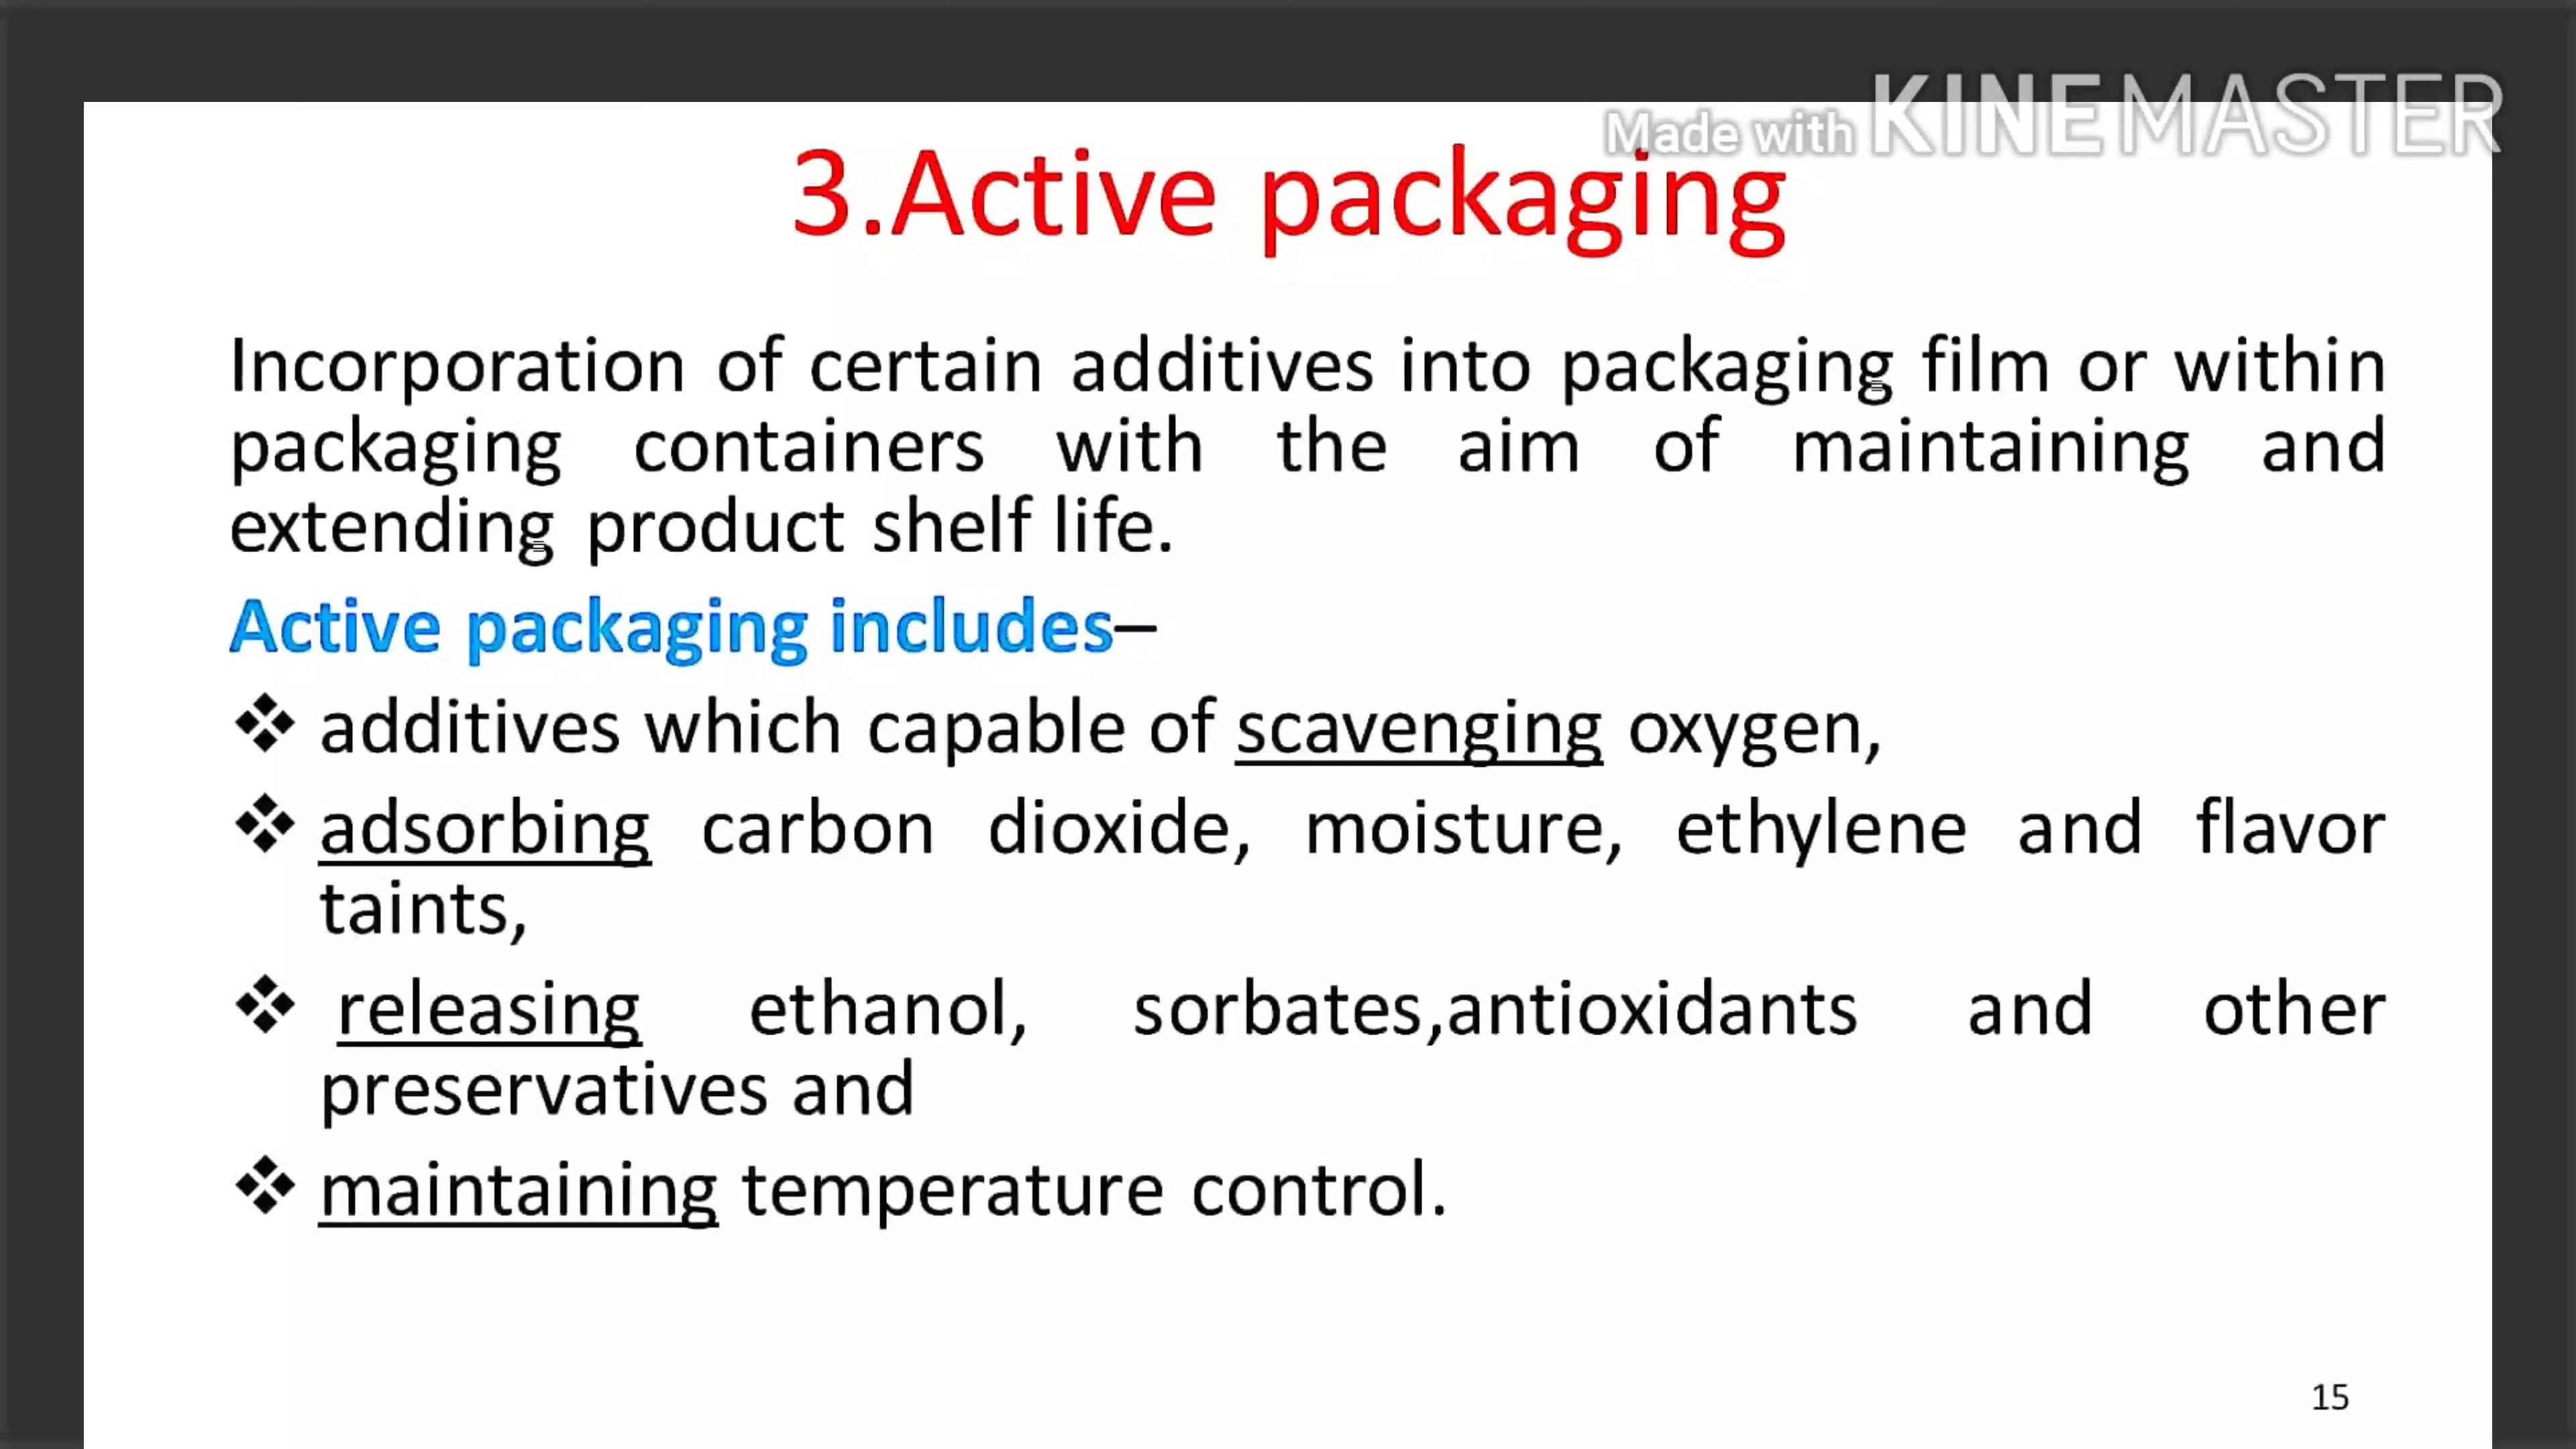 Made with KINEMASTER
3.Active packaging
Incorporation of certain additives into packaging film or within
packaging containers with the aim of maintaining and
extending product shelf life.
Active packaging includes–
❖ additives which capable of scavenging oxygen,
❖ adsorbing carbon dioxide, moisture, ethylene and flavor
taints,
❖ releasing ethanol, sorbates,antioxidants and other
preservatives and
❖ maintaining temperature control.
15